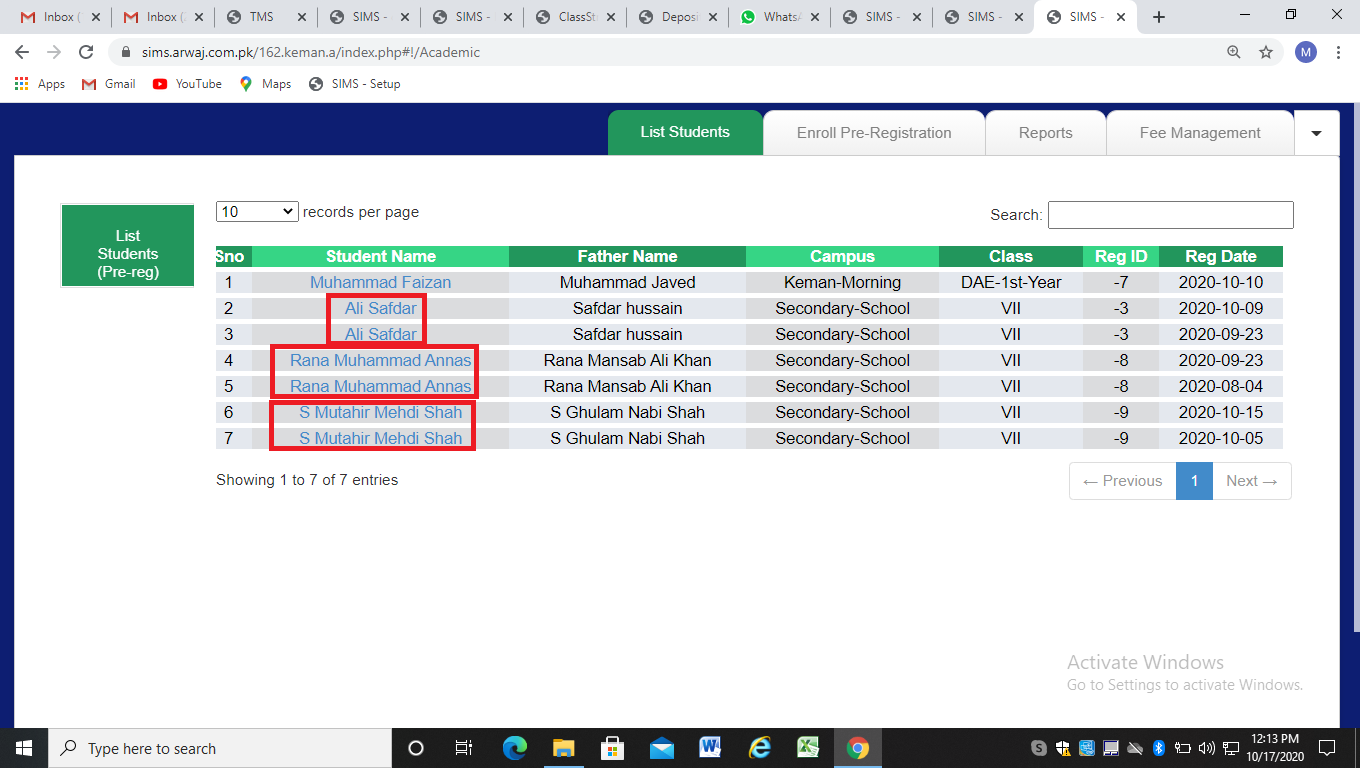 Inbox ( Inbox ( TMS SIMS - SIMS - ClassSt Deposi WhatsA SIMS - SIMS - SIMS -
sims.arwaj.com.pk/162.keman.a/index.php#!/Academic M
Apps Gmail YouTube Maps SIMS - Setup
List Students Enroll Pre-Registration Reports Fee Management
List
Students
(Pre-reg)
10 records per page Search:
Sno Student Name Father Name Campus Class Reg ID Reg Date
1 Muhammad Faizan Muhammad Javed Keman-Morning DAE-1st-Year -7 2020-10-10
2 Ali Safdar Safdar hussain Secondary-School VII -3 2020-10-09
3 Ali Safdar Safdar hussain Secondary-School VII -3 2020-09-23
4 Rana Muhammad Annas Rana Mansab Ali Khan Secondary-School VII -8 2020-09-23
5 Rana Muhammad Annas Rana Mansab Ali Khan Secondary-School VII -8 2020-08-04
6 S Mutahir Mehdi Shah S Ghulam Nabi Shah Secondary-School VII -9 2020-10-15
7 S Mutahir Mehdi Shah S Ghulam Nabi Shah Secondary-School VII -9 2020-10-05
Showing 1 to 7 of 7 entries ← Previous 1 Next →
Activate Windows
Go to Settings to activate Windows.
Type here to search 12:13 PM
10/17/2020